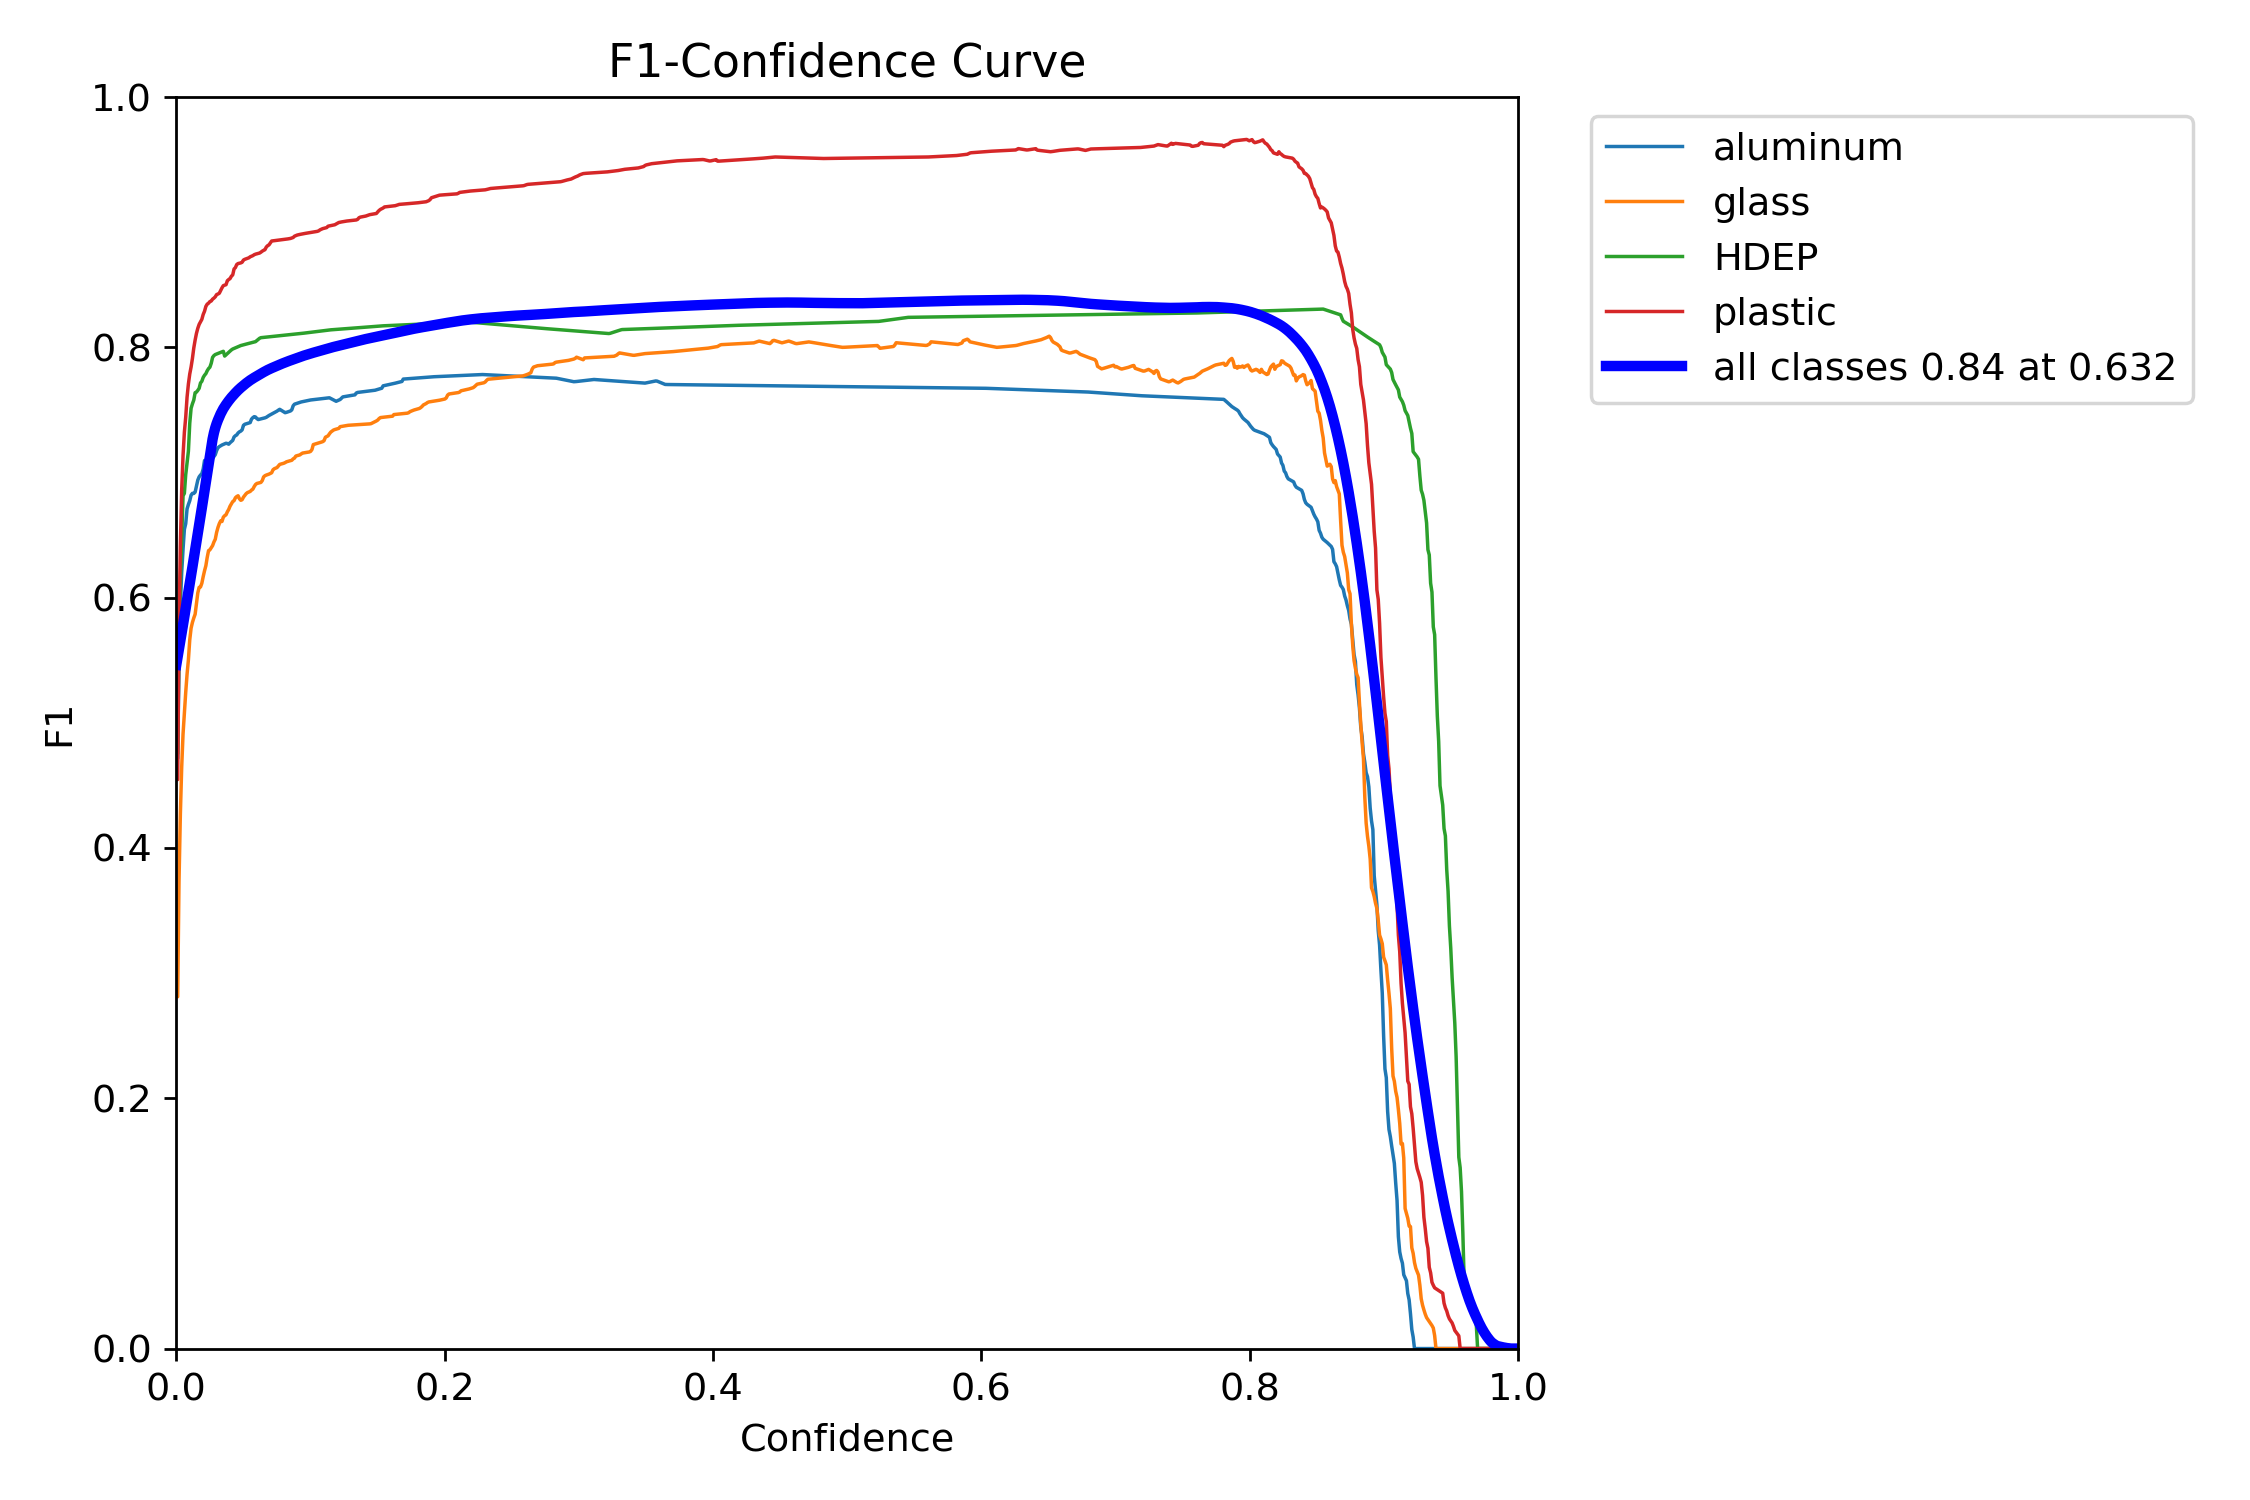 F1-Confidence Curve
1.0
0.8
0.6
0.4
0.2
0.0
F1
0.0 0.2 0.4 0.6 0.8 1.0
Confidence
aluminum
glass
HDEP
plastic
all classes 0.84 at 0.632